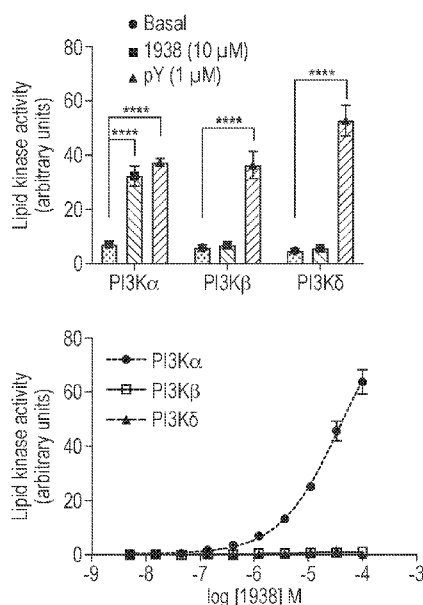 Basal
1938 (10 µM)
pY (1 µM)
Lipid kinase activity
(arbitrary units)
80
60
40
20
0
****
****
****
****
PI3Kα
PI3Kβ
PI3Kδ
Lipid kinase activity
(arbitrary units)
80
60
40
20
0
PI3Kα
PI3Kβ
PI3Kδ
-9
-8
-7
-6
-5
-4
-3
log [1938] M